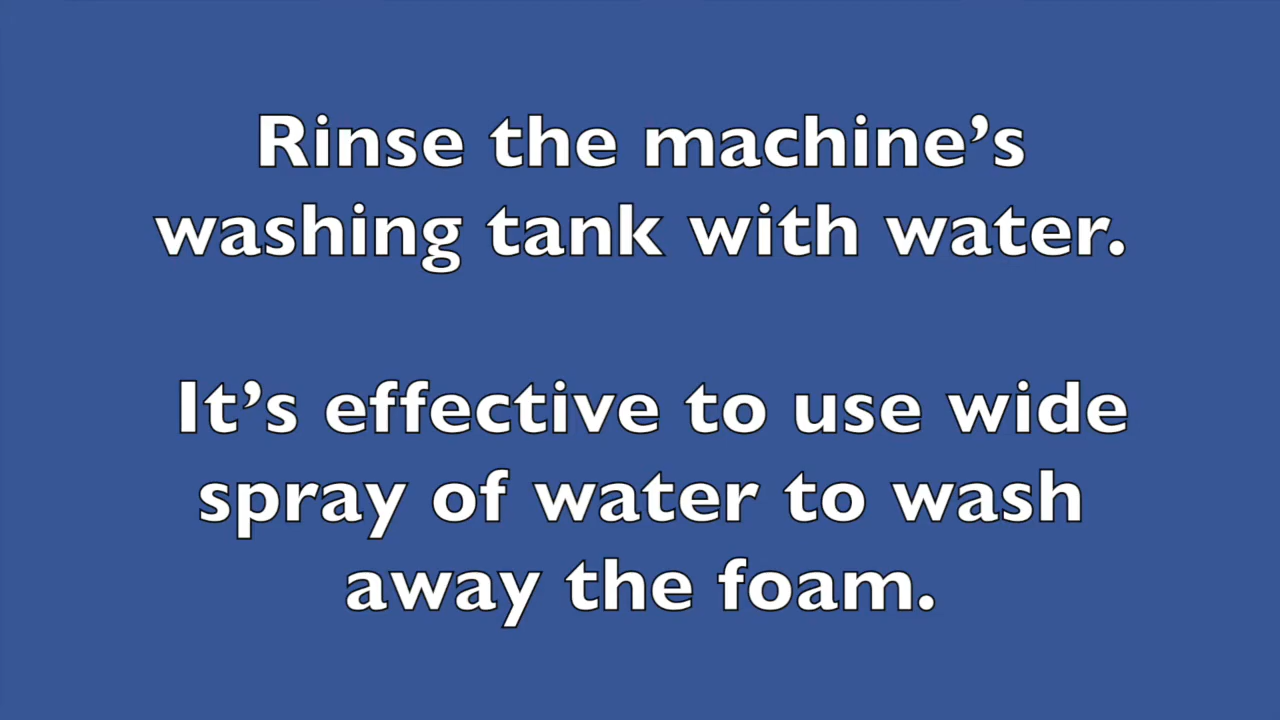 Rinse the machine’s
washing tank with water.
It’s effective to use wide
spray of water to wash
away the foam.